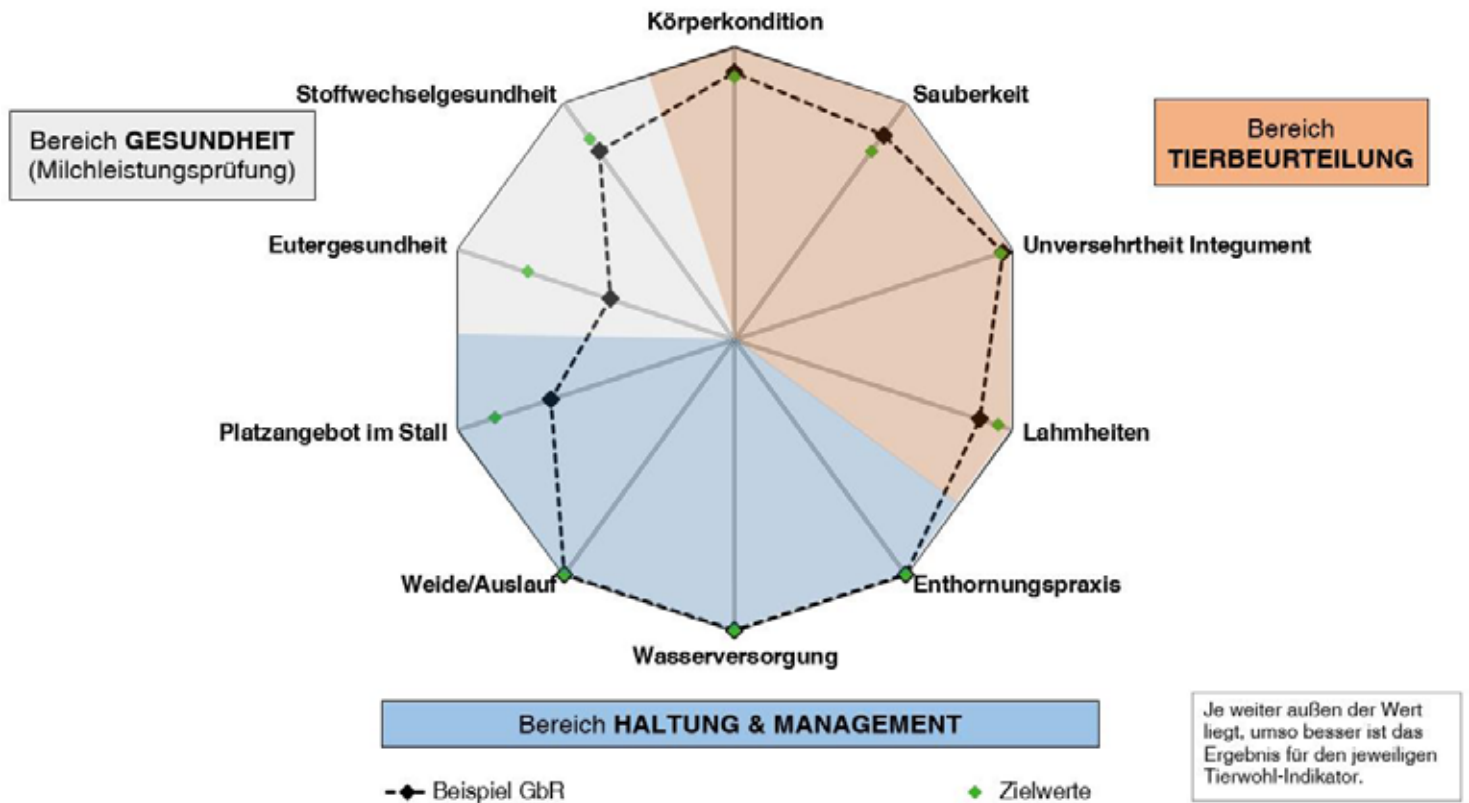 Körperkondition
Stoffwechselgesundheit
Sauberkeit
Bereich GESUNDHEIT
(Milchleistungsprüfung)
Bereich
TIERBEURTEILUNG
Eutergesundheit
Unversehrtheit Integument
Platzangebot im Stall
Lahmheiten
Weide/Auslauf
Enthornungspraxis
Wasserversorgung
Bereich HALTUNG & MANAGEMENT
Je weiter außen der Wert
liegt, umso besser ist das
Ergebnis für den jeweiligen
Tierwohl-Indikator.
Beispiel GbR
Zielwerte